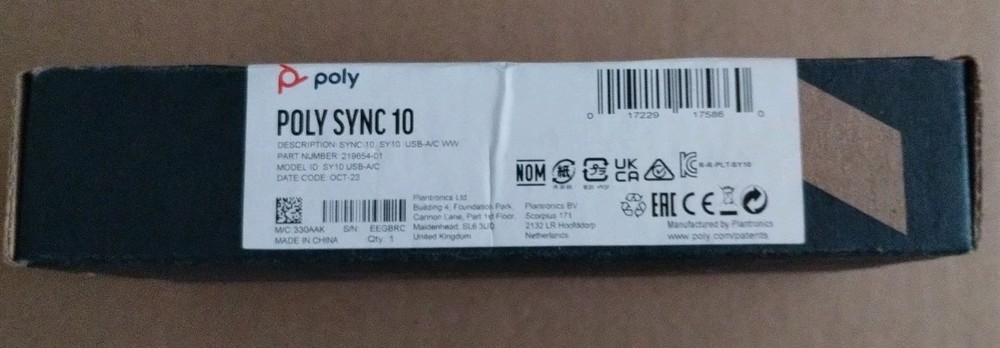 poly
POLY SYNC 10
DESCRIPTION: SYNC 10, SY10 USB-A/C WW
PART NUMBER: 219654-01
MODEL ID: SY10 USB-A/C
DATE CODE: OCT-23
M/C 330AAK S/N EEGBRC
MADE IN CHINA Qty. 1
Plantronics Ltd
Building 4, Foundation Park,
Cannon Lane, Part 1st Floor,
Maidenhead, SL6 3UD
United Kingdom
Plantronics BV
Scorpius 171
2132 LR Hoofddorp
Netherlands
0 17229 17586 0
NOM
紙
UK
CA
R-R-PLT-SY10
EAC CE
Manufactured by Plantronics
www.poly.com/patents